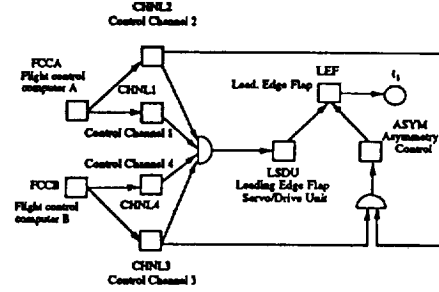 CHNL2
Control Channel 2
FCCA
Flight control
computer A
CHNL1
Control Channel 1
LEF
Lead. Edge Flap
t₁
ASYM
Asymmetry
Control
Control Channel 4
CHNL4
FCCB
Flight control
computer B
LSDU
Leading Edge Flap
Servo/Drive Unit
CHNL3
Control Channel 3